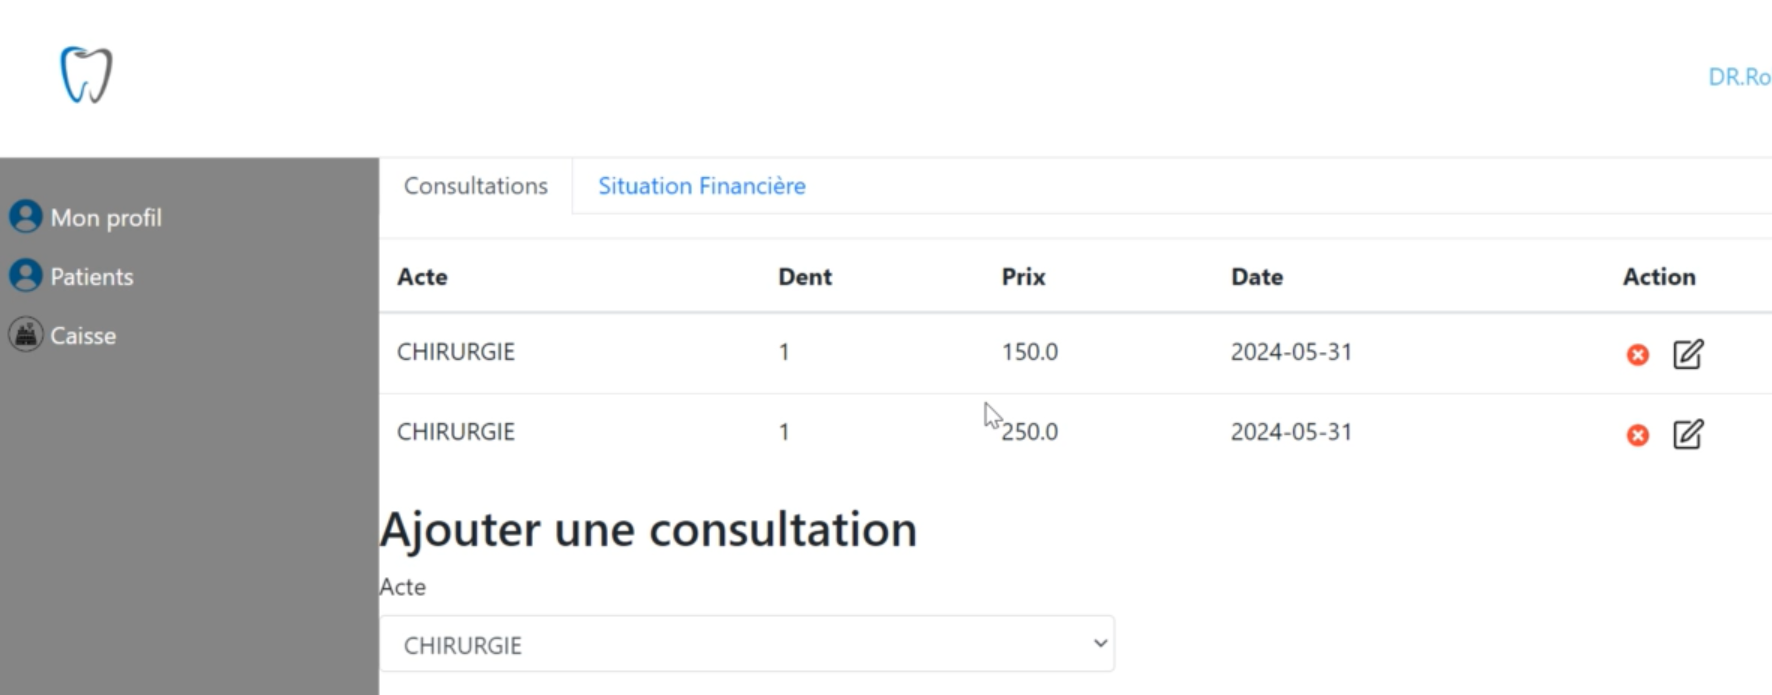 DR.Ro
Mon profil
Patients
Caisse
Consultations Situation Financière
Acte Dent Prix Date Action
CHIRURGIE 1 150.0 2024-05-31
CHIRURGIE 1 250.0 2024-05-31
Ajouter une consultation
Acte
CHIRURGIE